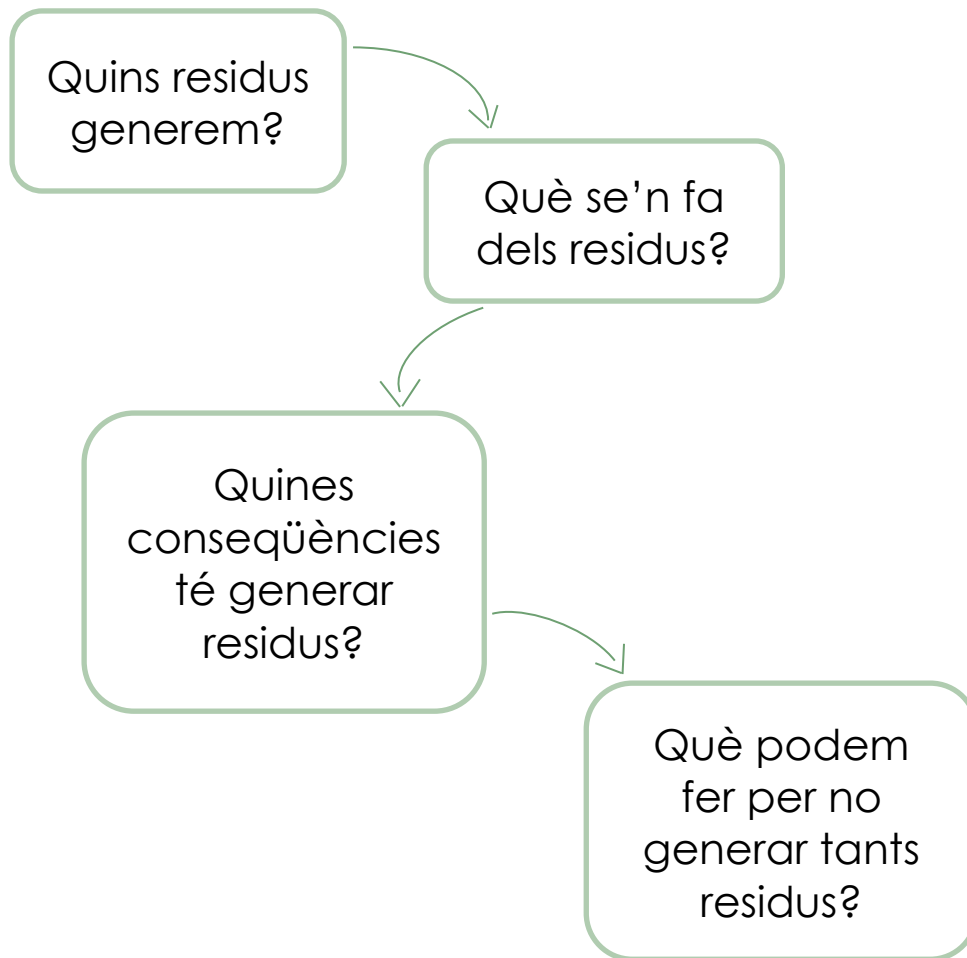 Quins residus
generem?
Què se’n fa
dels residus?
Quines
conseqüències
té generar
residus?
Què podem
fer per no
generar tants
residus?